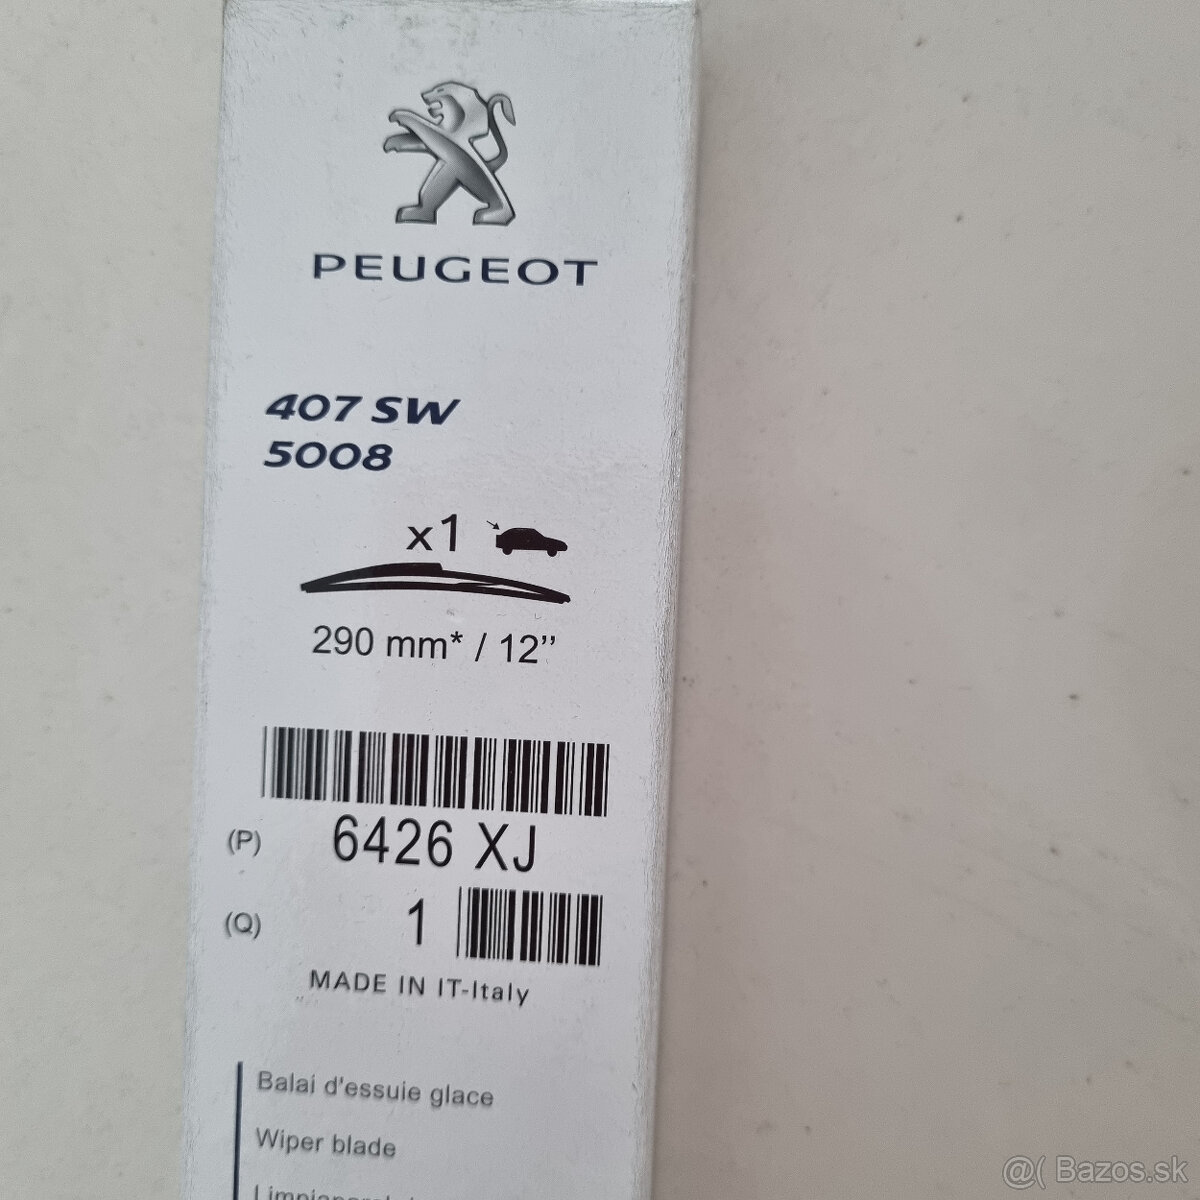 PEUGEOT
407 SW
5008
x1
290 mm* / 12’’
(P) 6426 XJ
(Q) 1
MADE IN IT-Italy
Balai d'essuie glace
Wiper blade
@( Bazos.sk